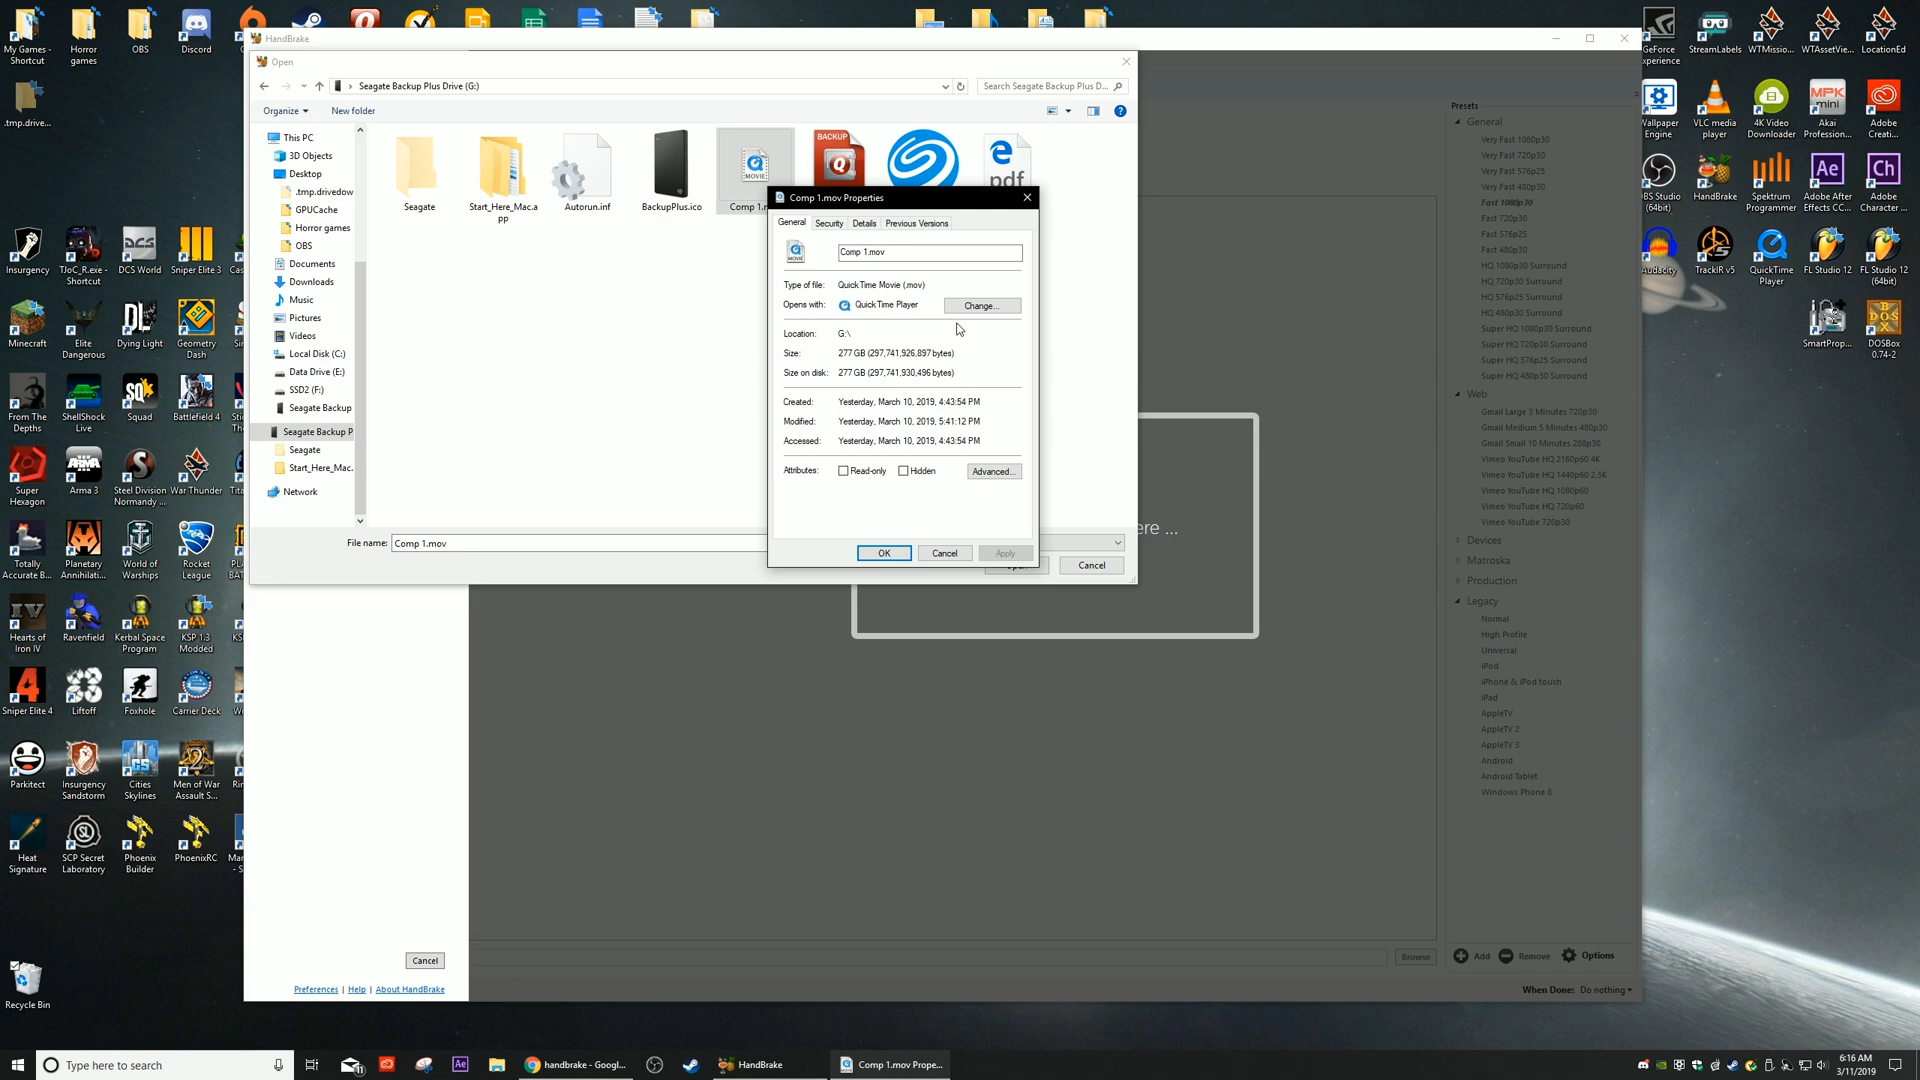 My Games - Shortcut
Horror games
OBS
Discord
.tmp.drive...
Insurgency
TJoC_R.exe - Shortcut
DCS World
Sniper Elite 3
Minecraft
Elite Dangerous
Dying Light
Geometry Dash
From The Depths
ShellShock Live
Squad
Battlefield 4
Super Hexagon
Arma 3
Steel Division Normandy ...
War Thunder
Totally Accurate B...
Planetary Annihilati...
World of Warships
Rocket League
Hearts of Iron IV
Ravenfield
Kerbal Space Program
KSP 1.3 Modded
Sniper Elite 4
Liftoff
Foxhole
Carrier Deck
Parkitect
Insurgency Sandstorm
Cities Skylines
Men of War Assault S...
Heat Signature
SCP Secret Laboratory
Phoenix Builder
PhoenixRC
Recycle Bin
HandBrake
Open
Seagate Backup Plus Drive (G:)
Search Seagate Backup Plus D...
Organize
New folder
This PC
3D Objects
Desktop
.tmp.drivedow
GPUCache
Horror games
OBS
Documents
Downloads
Music
Pictures
Videos
Local Disk (C:)
Data Drive (E:)
SSD2 (F:)
Seagate Backup
Seagate Backup P
Seagate
Start_Here_Mac.
Network
Seagate
Start_Here_Mac.a
pp
Autorun.inf
BackupPlus.ico
MOVIE
BACKUP
pdf
File name:
Comp 1.mov
Cancel
Comp 1.mov Properties
General
Security
Details
Previous Versions
Comp 1.mov
Type of file: QuickTime Movie (.mov)
Opens with: QuickTime Player
Change...
Location: G:\
Size: 277 GB (297,741,926,897 bytes)
Size on disk: 277 GB (297,741,930,496 bytes)
Created: Yesterday, March 10, 2019, 4:43:54 PM
Modified: Yesterday, March 10, 2019, 5:41:12 PM
Accessed: Yesterday, March 10, 2019, 4:43:54 PM
Attributes: Read-only Hidden
Advanced...
OK
Cancel
Apply
ere ...
Cancel
Preferences | Help | About HandBrake
Presets
General
Very Fast 1080p30
Very Fast 720p30
Very Fast 576p25
Very Fast 480p30
Fast 1080p30
Fast 720p30
Fast 576p25
Fast 480p30
HQ 1080p30 Surround
HQ 720p30 Surround
HQ 576p25 Surround
HQ 480p30 Surround
Super HQ 1080p30 Surround
Super HQ 720p30 Surround
Super HQ 576p25 Surround
Super HQ 480p30 Surround
Web
Gmail Large 3 Minutes 720p30
Gmail Medium 5 Minutes 480p30
Gmail Small 10 Minutes 288p30
Vimeo YouTube HQ 2160p60 4K
Vimeo YouTube HQ 1440p60 2.5K
Vimeo YouTube HQ 1080p60
Vimeo YouTube HQ 720p60
Vimeo YouTube 720p30
Devices
Matroska
Production
Legacy
Normal
High Profile
Universal
iPod
iPhone & iPod touch
iPad
AppleTV
AppleTV 2
AppleTV 3
Android
Android Tablet
Windows Phone 8
Browse
Add
Remove
Options
When Done: Do nothing
StreamLabels
WTMissio...
WTAssetVie...
LocationEd
Wallpaper Engine
VLC media player
4K Video Downloader
Akai Profession...
Adobe Creati...
OBS Studio (64bit)
HandBrake
Spektrum Programmer
Adobe After Effects CC...
Adobe Character ...
Audacity
TrackIR v5
QuickTime Player
FL Studio 12
FL Studio 12 (64bit)
SmartProp...
DOSBox 0.74-2
Type here to search
handbrake - Googl...
HandBrake
Comp 1.mov Prope...
6:16 AM
3/11/2019